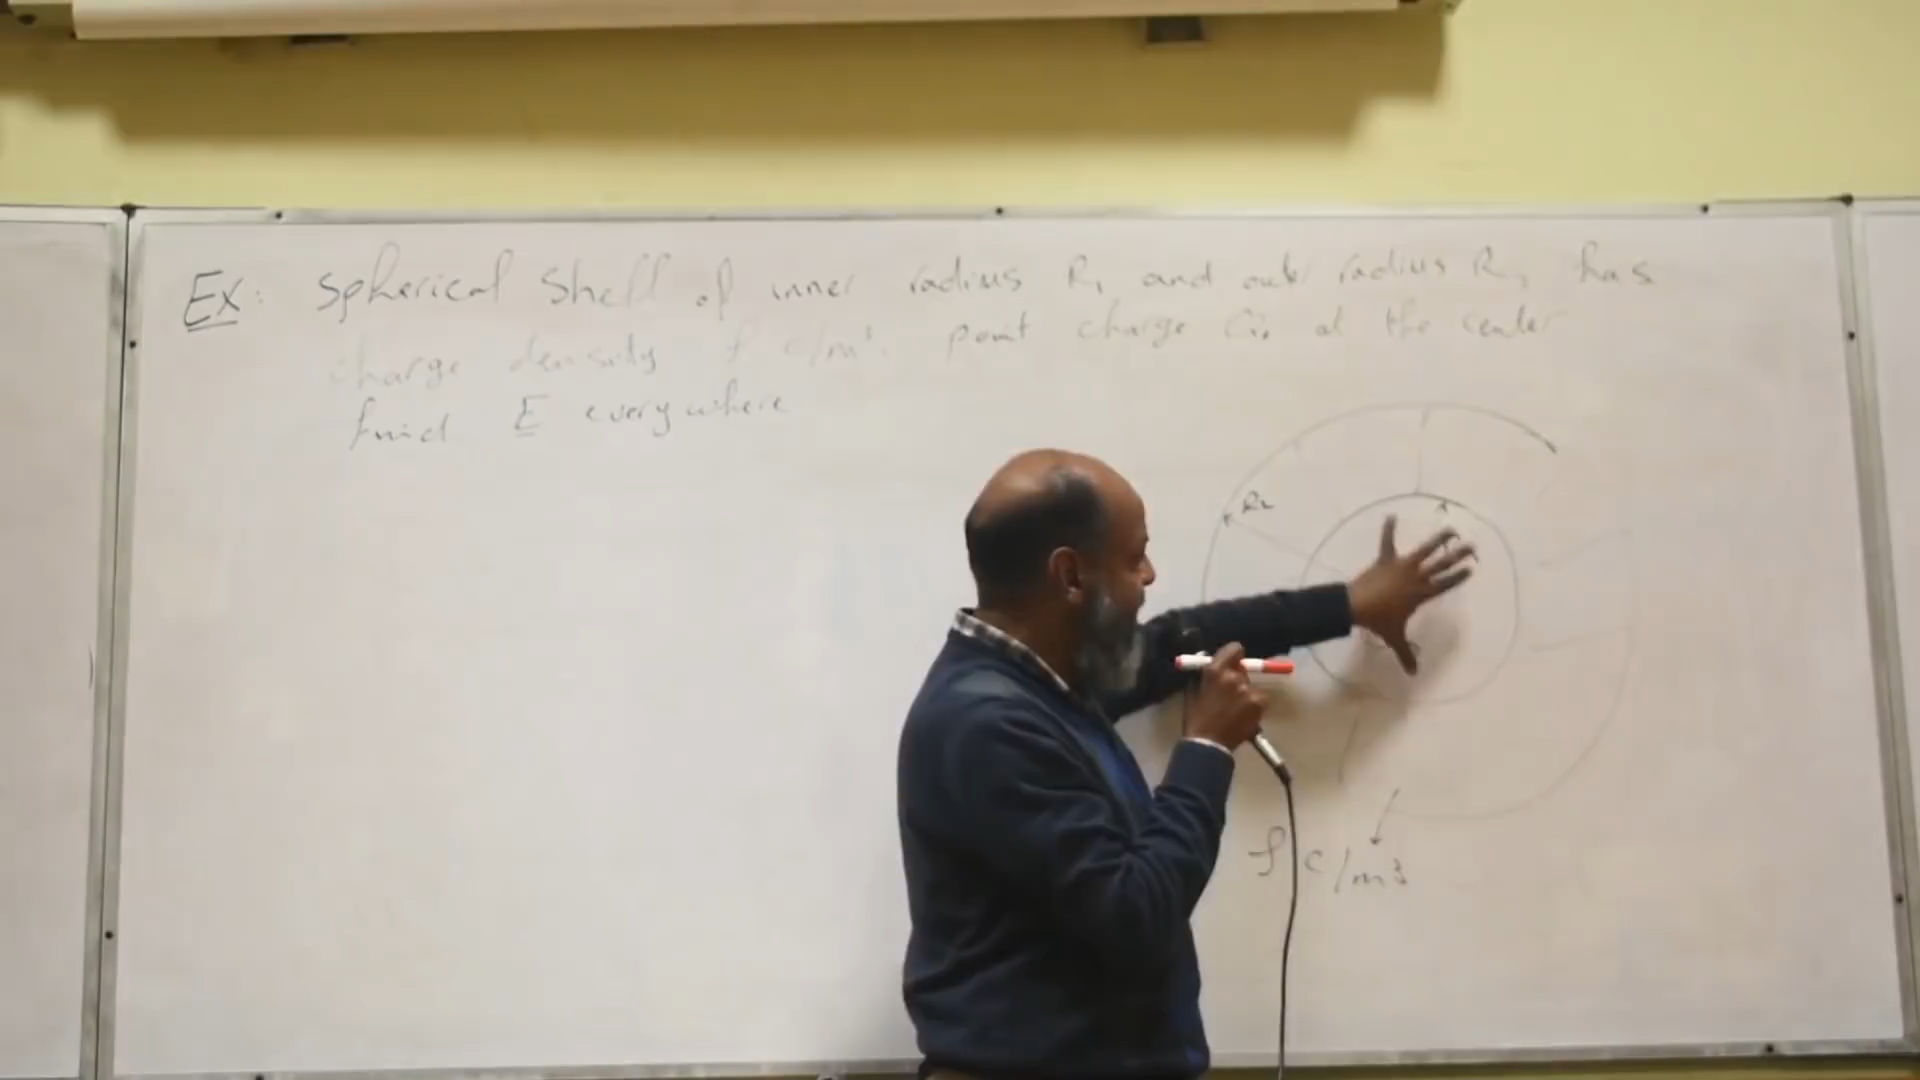 Ex: Spherical shell of inner radius R₁ and outer radius R₂ has
charge density ρ c/m³. point charge at the center
find E everywhere
R₂
ρ c/m³